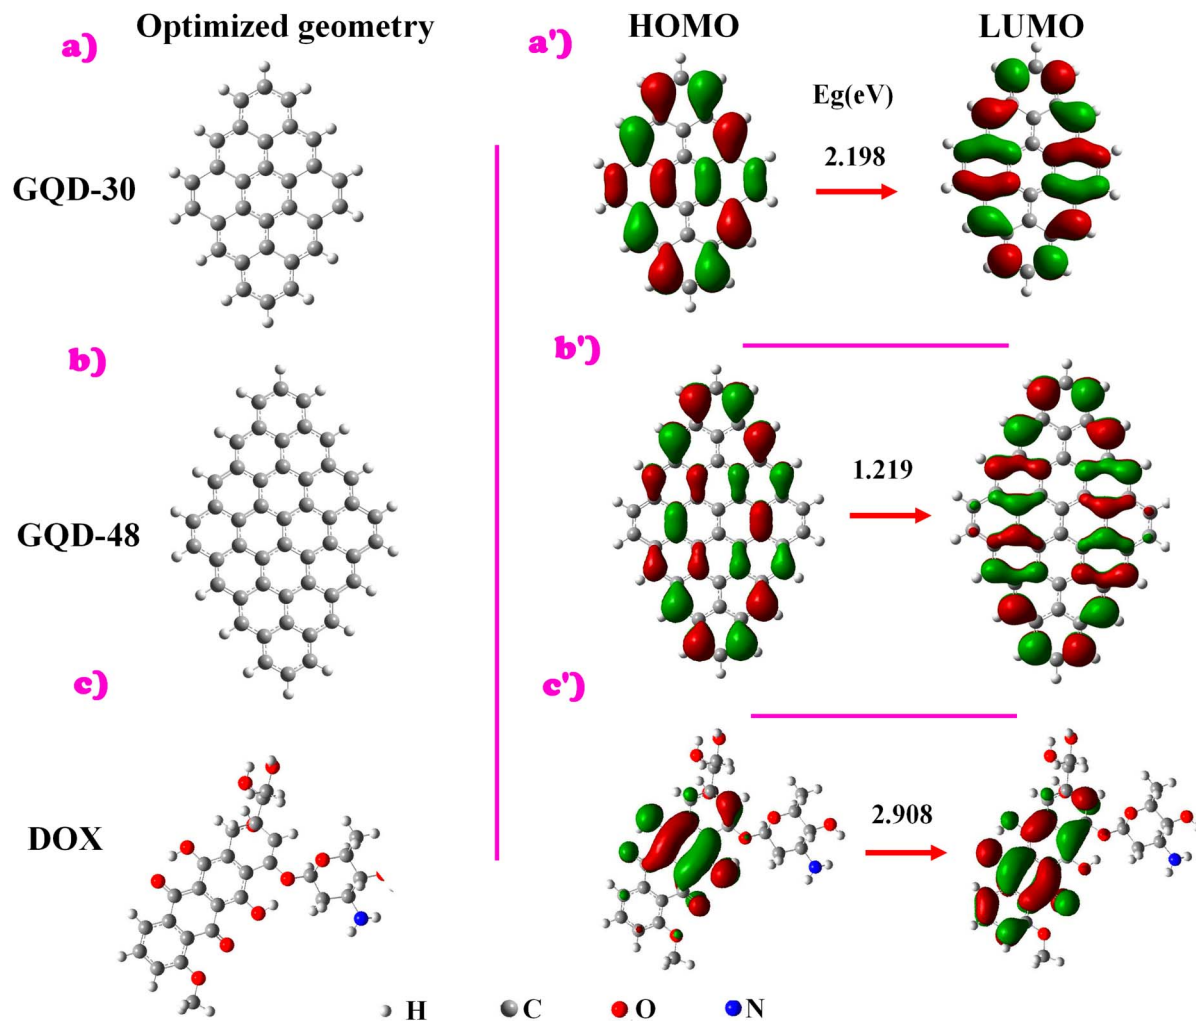 Optimized geometry
HOMO
LUMO
a)
a')
Eg(eV)
2.198
GQD-30
b)
b')
1.219
GQD-48
c)
c')
2.908
DOX
H
C
O
N